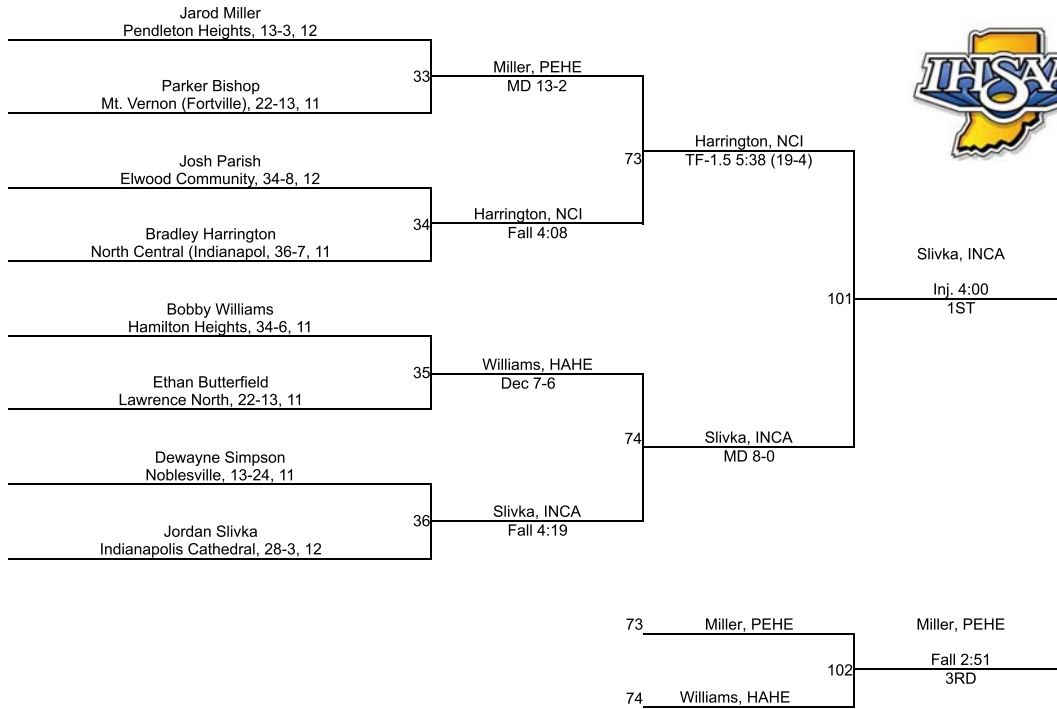 Jarod Miller
Pendleton Heights, 13-3, 12
33
Miller, PEHE
MD 13-2
Parker Bishop
Mt. Vernon (Fortville), 22-13, 11
IHSAA
73
Harrington, NCI
TF-1.5 5:38 (19-4)
Josh Parish
Elwood Community, 34-8, 12
34
Harrington, NCI
Fall 4:08
Bradley Harrington
North Central (Indianapol, 36-7, 11
101
Slivka, INCA
Inj. 4:00
1ST
Bobby Williams
Hamilton Heights, 34-6, 11
35
Williams, HAHE
Dec 7-6
Ethan Butterfield
Lawrence North, 22-13, 11
74
Slivka, INCA
MD 8-0
Dewayne Simpson
Noblesville, 13-24, 11
36
Slivka, INCA
Fall 4:19
Jordan Slivka
Indianapolis Cathedral, 28-3, 12
73
Miller, PEHE
102
Miller, PEHE
Fall 2:51
3RD
74
Williams, HAHE